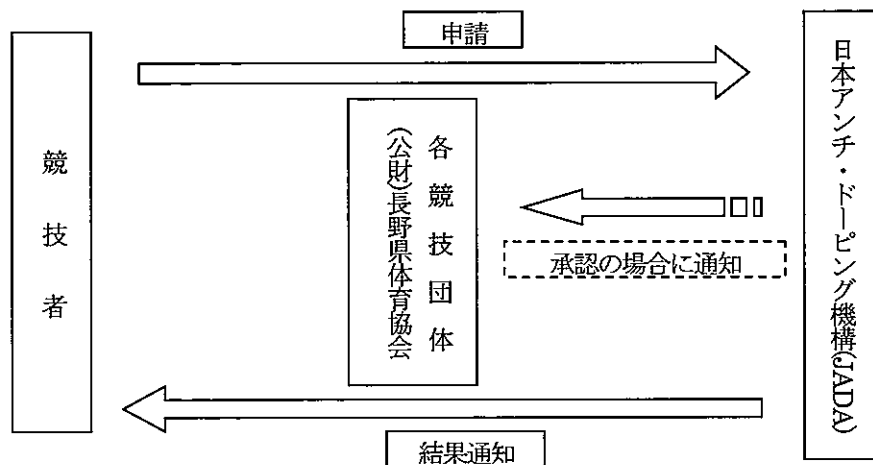 申請
競技者
各競技団体
(公財)長野県体育協会
日本アンチ・ドーピング機構(JADA)
承認の場合に通知
結果通知